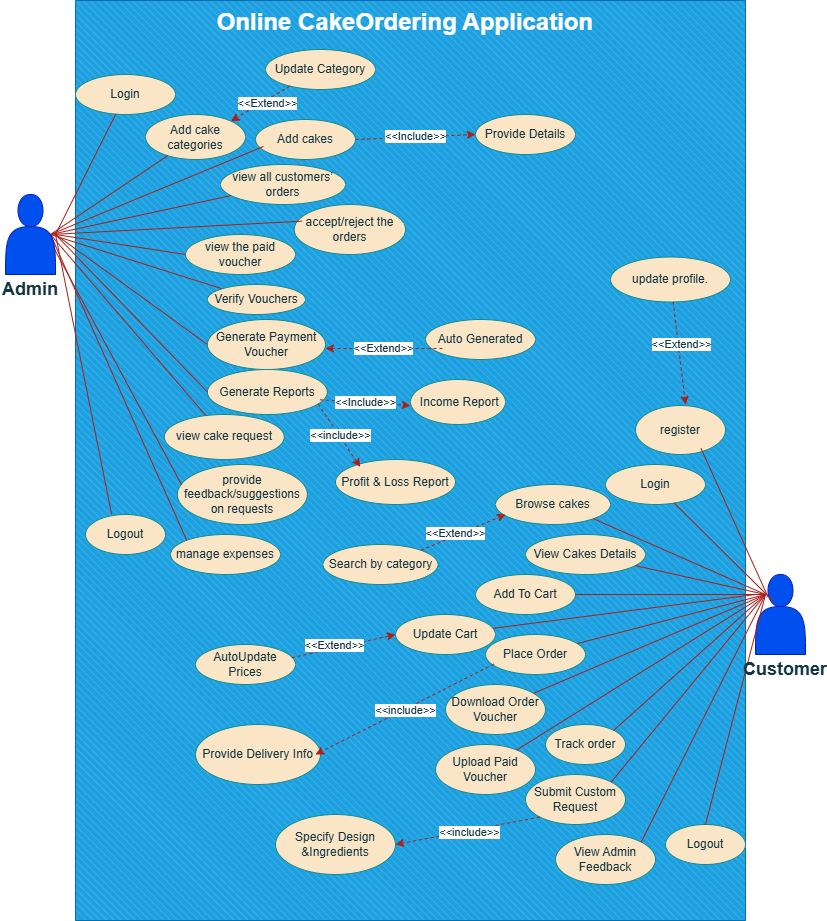 Online CakeOrdering Application
Update Category
Login
<<Extend>>
Add cake
categories
Add cakes
<<Include>>
Provide Details
view all customers'
orders
accept/reject the
orders
view the paid
voucher
Admin
Verify Vouchers
update profile.
Generate Payment
Voucher
<<Extend>>
Auto Generated
<<Extend>>
Generate Reports
<<Include>>
Income Report
view cake request
<<include>>
register
provide
feedback/suggestions
on requests
Profit & Loss Report
Login
Browse cakes
Logout
manage expenses
<<Extend>>
Search by category
View Cakes Details
Add To Cart
Update Cart
<<Extend>>
AutoUpdate
Prices
Place Order
Customer
Download Order
Voucher
<<include>>
Provide Delivery Info
Track order
Upload Paid
Voucher
Submit Custom
Request
Specify Design
&Ingredients
<<include>>
View Admin
Feedback
Logout